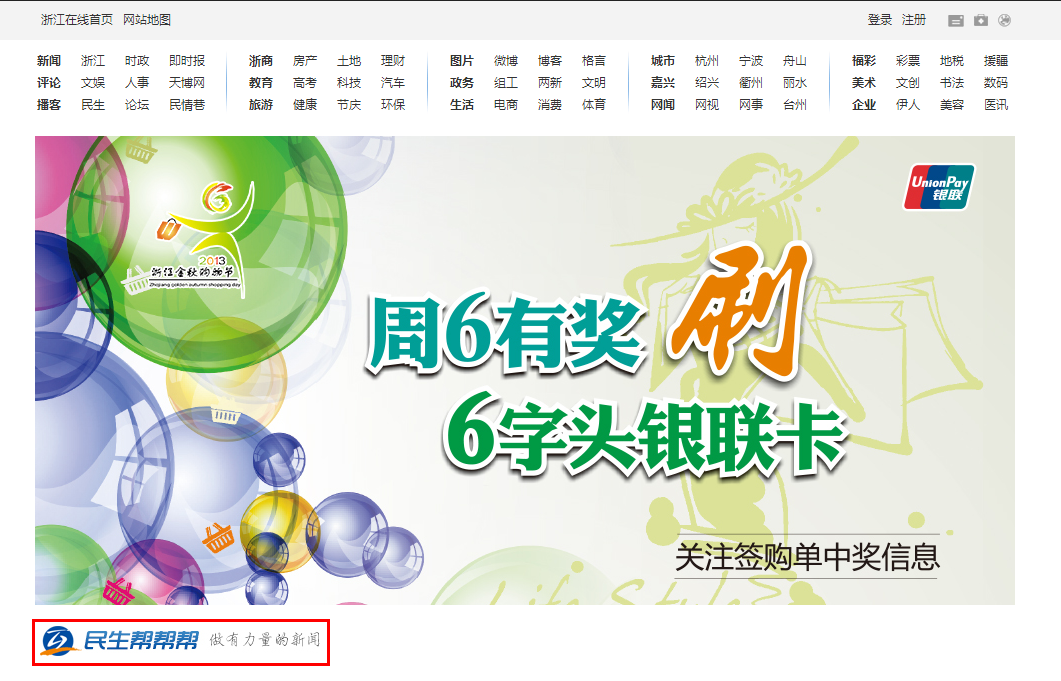 浙江在线首页 网站地图 登录 注册
新闻 浙江 时政 即时报 浙商 房产 土地 理财 图片 微博 博客 格言 城市 杭州 宁波 舟山 福彩 彩票 地税 援疆
评论 文娱 人事 天博网 教育 高考 科技 汽车 政务 组工 两新 文明 嘉兴 绍兴 衢州 丽水 美术 文创 书法 数码
播客 民生 论坛 民情巷 旅游 健康 节庆 环保 生活 电商 消费 体育 网闻 网视 网事 台州 企业 伊人 美容 医讯
UnionPay
银联
2013
浙江金秋购物节
Zhejiang golden autumn shopping day
周6有奖 刷
6字头银联卡
关注签购单中奖信息
Life Style
民生帮帮帮 做有力量的新闻